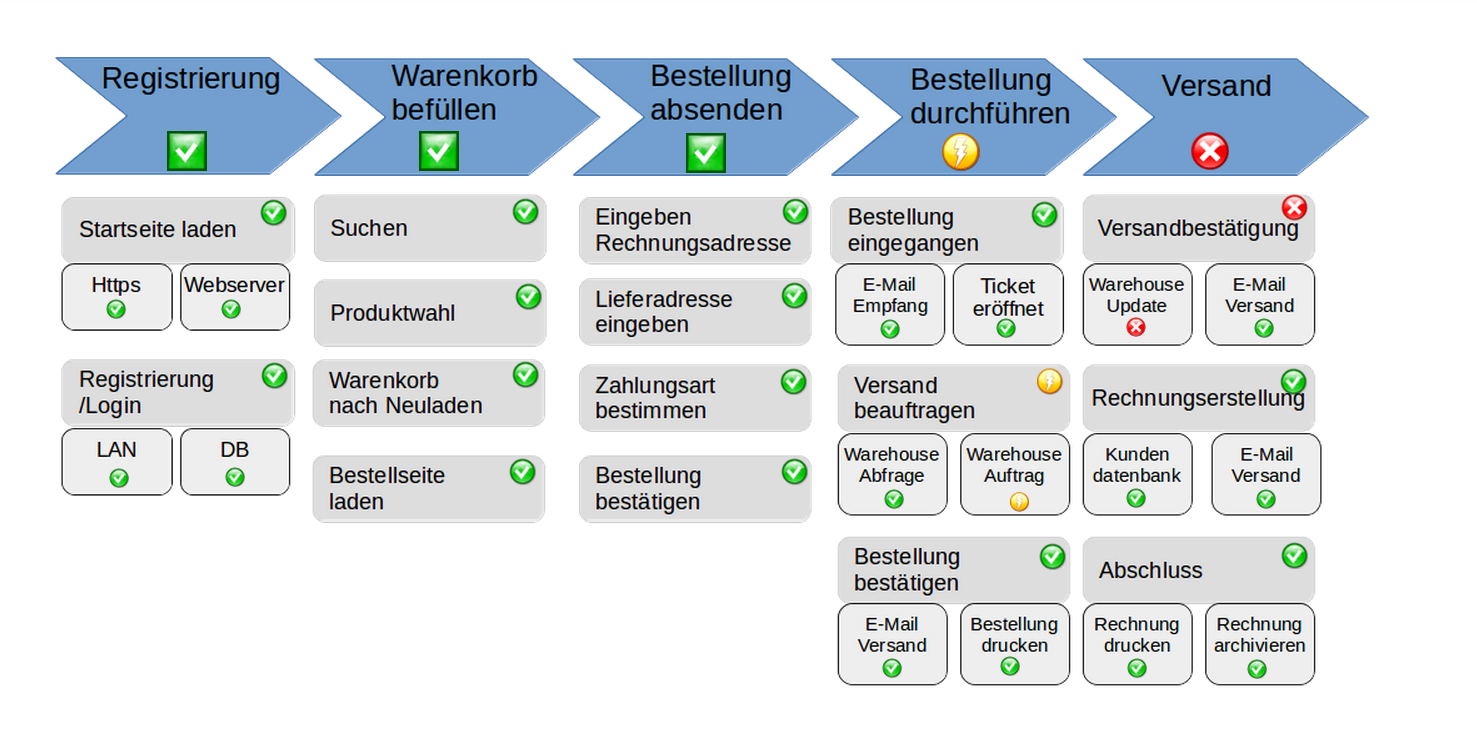 Registrierung
Warenkorb
befüllen
Bestellung
absenden
Bestellung
durchführen
Versand
Startseite laden
Https
Webserver
Registrierung
/Login
LAN
DB
Suchen
Produktwahl
Warenkorb
nach Neuladen
Bestellseite
laden
Eingeben
Rechnungsadresse
Lieferadresse
eingeben
Zahlungsart
bestimmen
Bestellung
bestätigen
Bestellung
eingegangen
E-Mail
Empfang
Ticket
eröffnet
Versand
beauftragen
Warehouse
Abfrage
Warehouse
Auftrag
Bestellung
bestätigen
E-Mail
Versand
Bestellung
drucken
Versandbestätigung
Warehouse
Update
E-Mail
Versand
Rechnungserstellung
Kunden
datenbank
E-Mail
Versand
Abschluss
Rechnung
drucken
Rechnung
archivieren